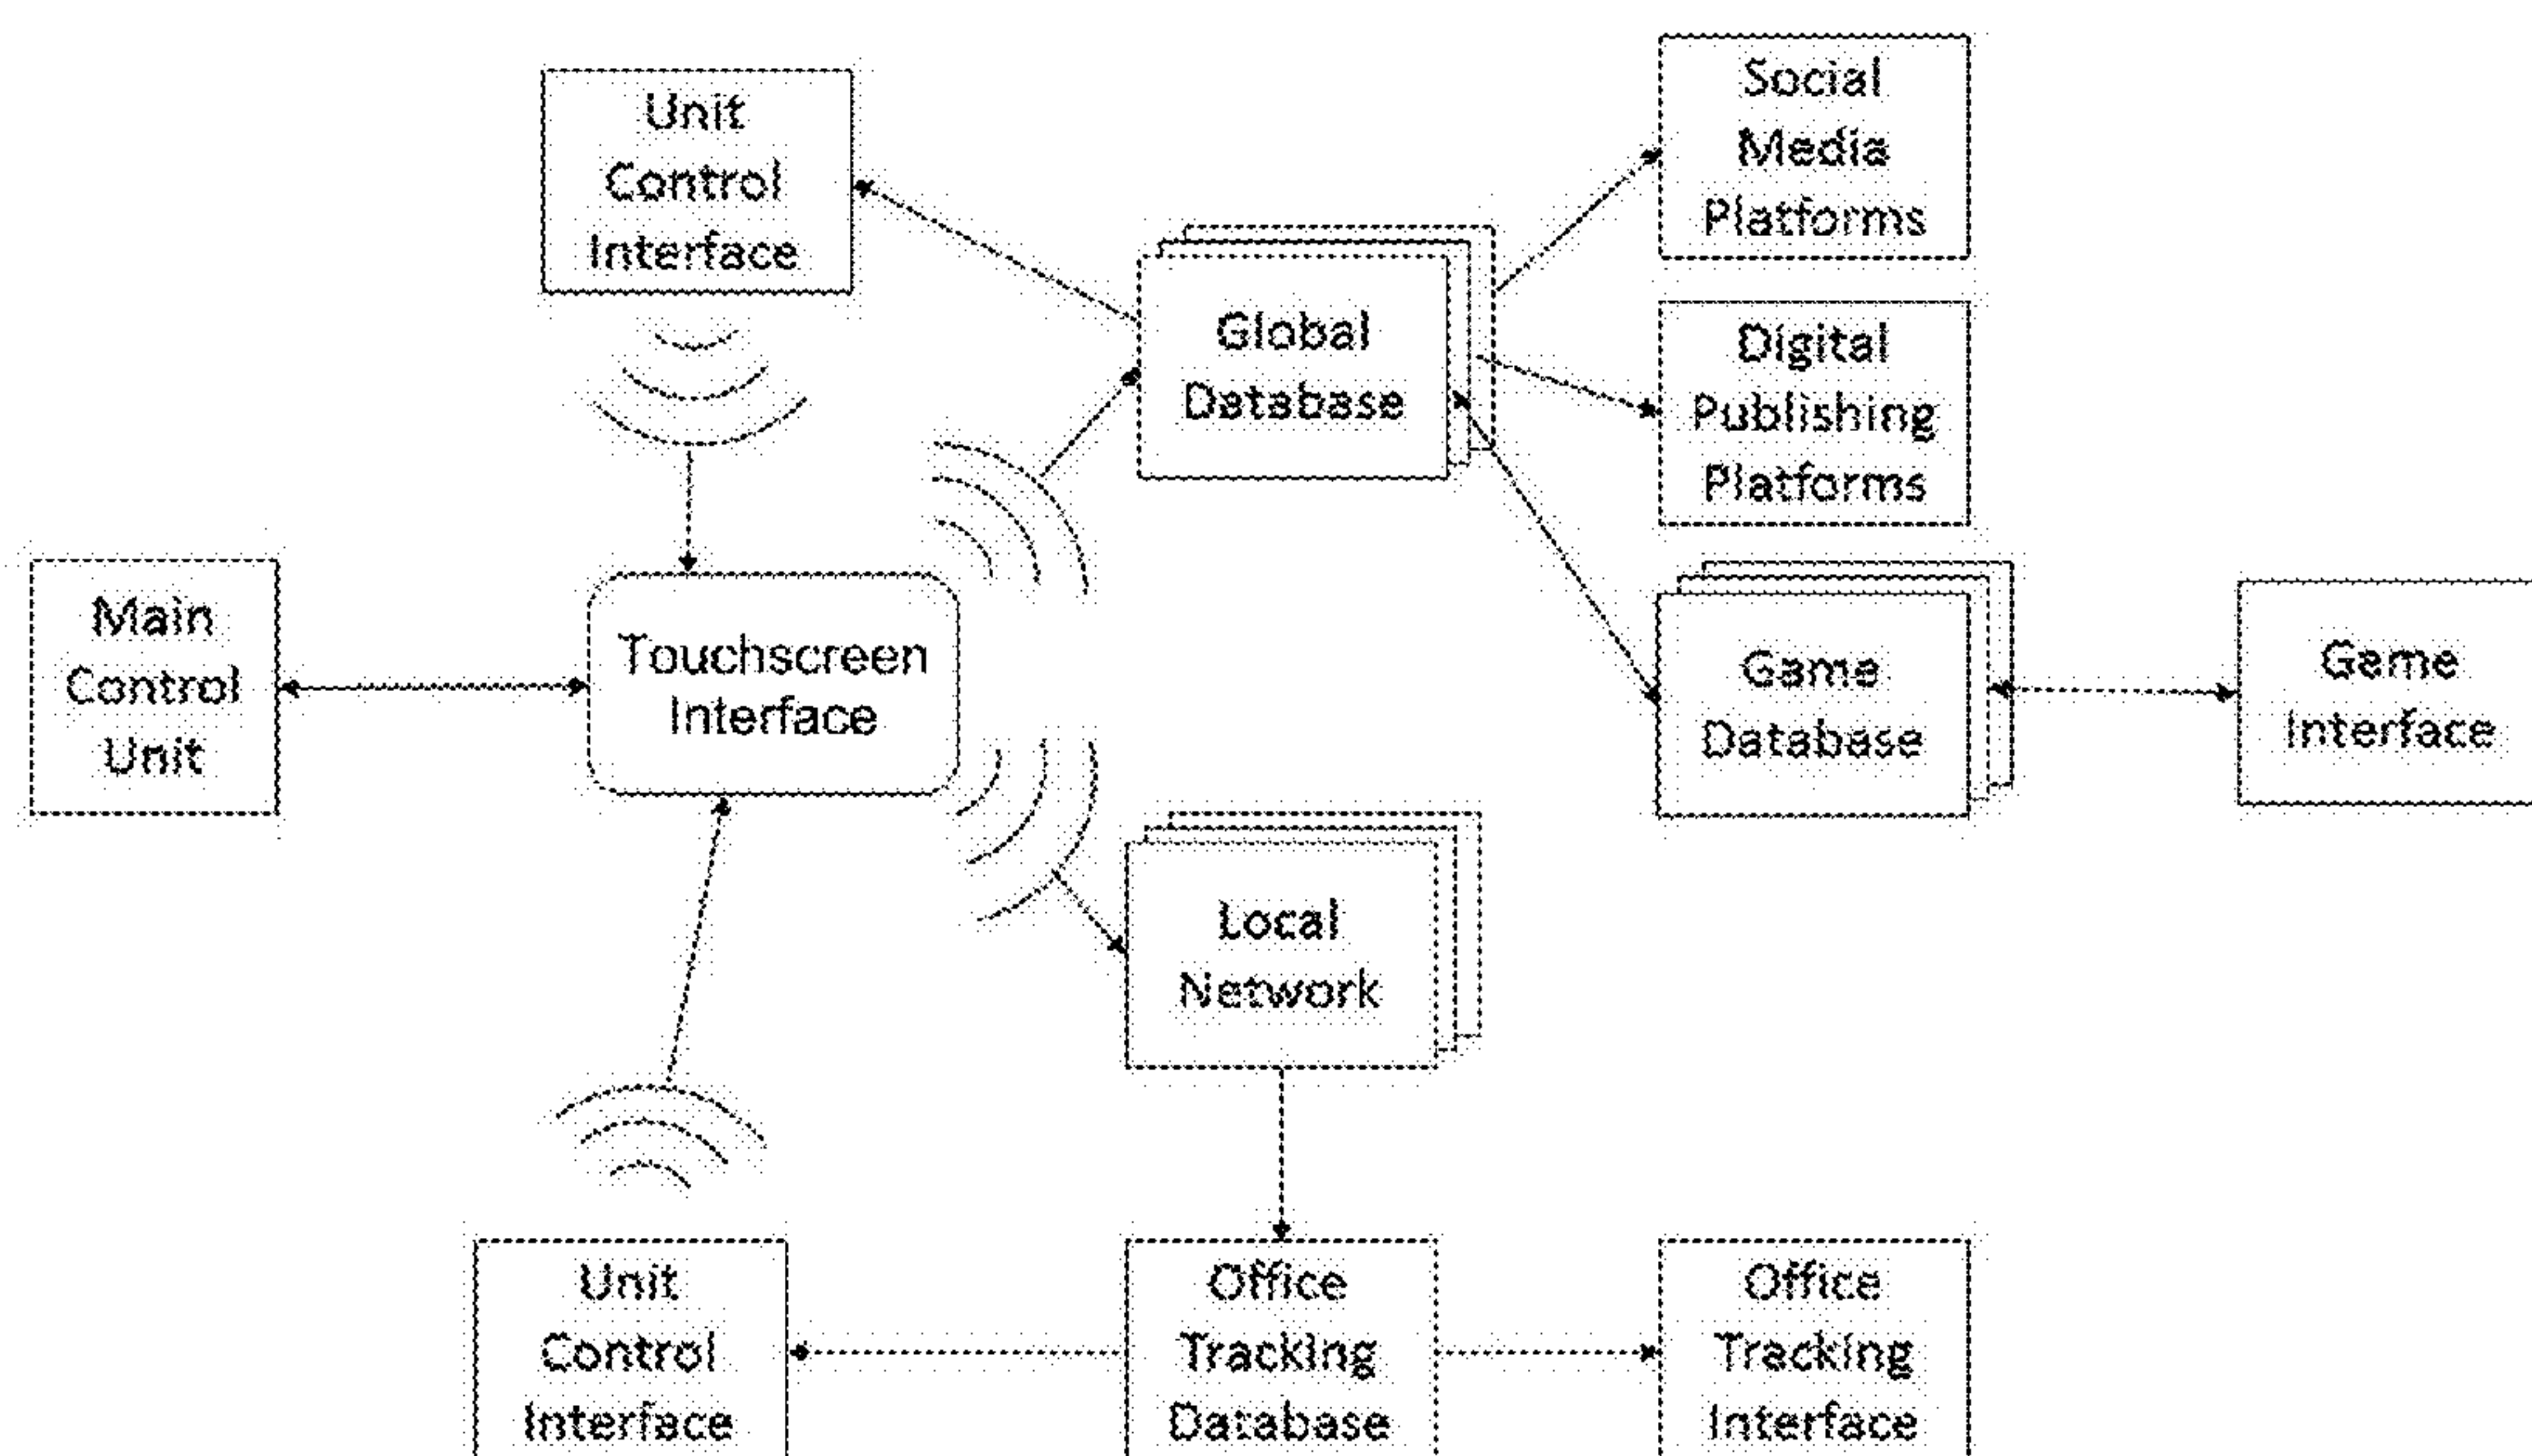 Unit
Control
Interface
Social
Media
Platforms
Global
Database
Digital
Publishing
Platforms
Main
Control
Unit
Touchscreen
Interface
Game
Database
Game
Interface
Local
Network
Unit
Control
Interface
Office
Tracking
Database
Office
Tracking
Interface